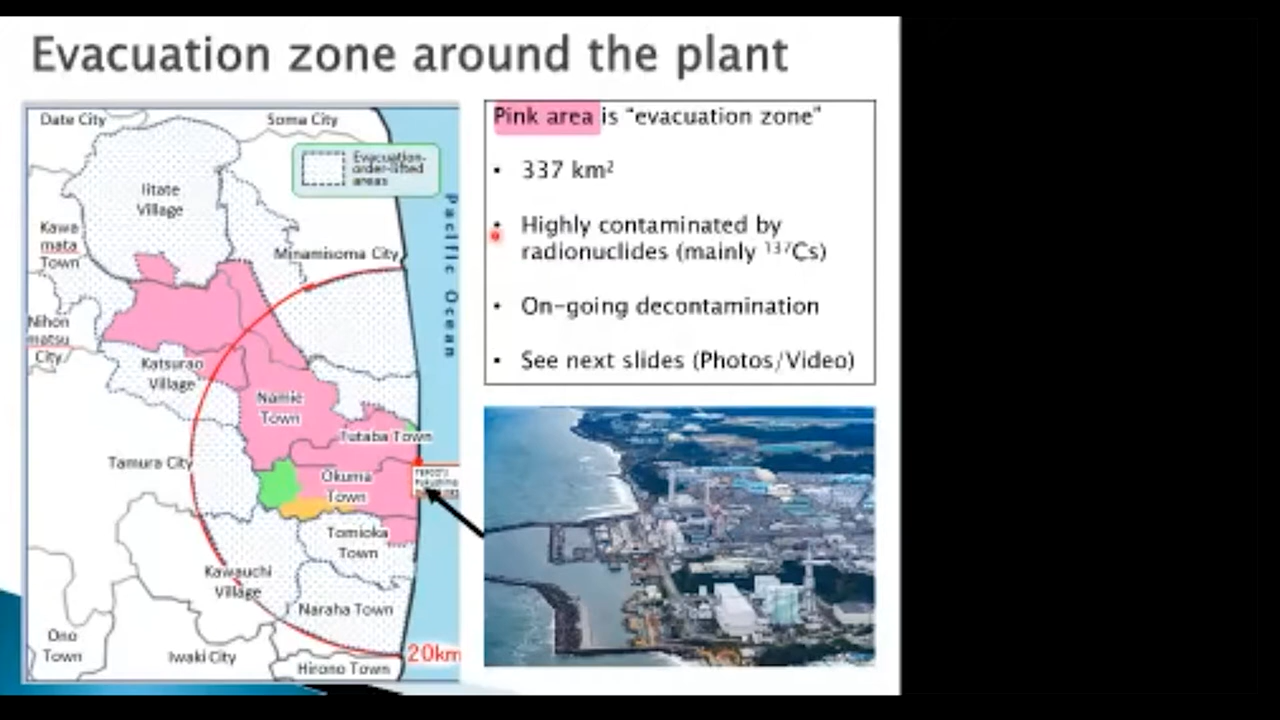 Evacuation zone around the plant
Date City
Soma City
Evacuation-
order-lifted
areas
Iitate
Village
Pacific Ocean
Kawa
mata
Town
Minamisoma City
Nihon
matsu
City
Katsurao
Village
Namie
Town
Tutaba Town
Tamura City
Okuma
Town
TEPCO's
Fukushima
Tomioka
Town
Kawauchi
Village
Naraha Town
Ono
Town
Iwaki City
20km
Hirono Town
Pink area is "evacuation zone"
• 337 km²
• Highly contaminated by
radionuclides (mainly ¹³⁷Cs)
• On-going decontamination
• See next slides (Photos/Video)